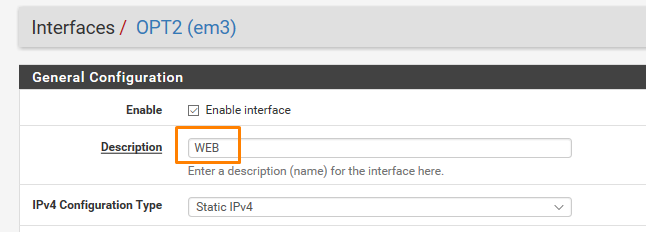 Interfaces / OPT2 (em3)
General Configuration
Enable Enable interface
Description WEB
Enter a description (name) for the interface here.
IPv4 Configuration Type Static IPv4